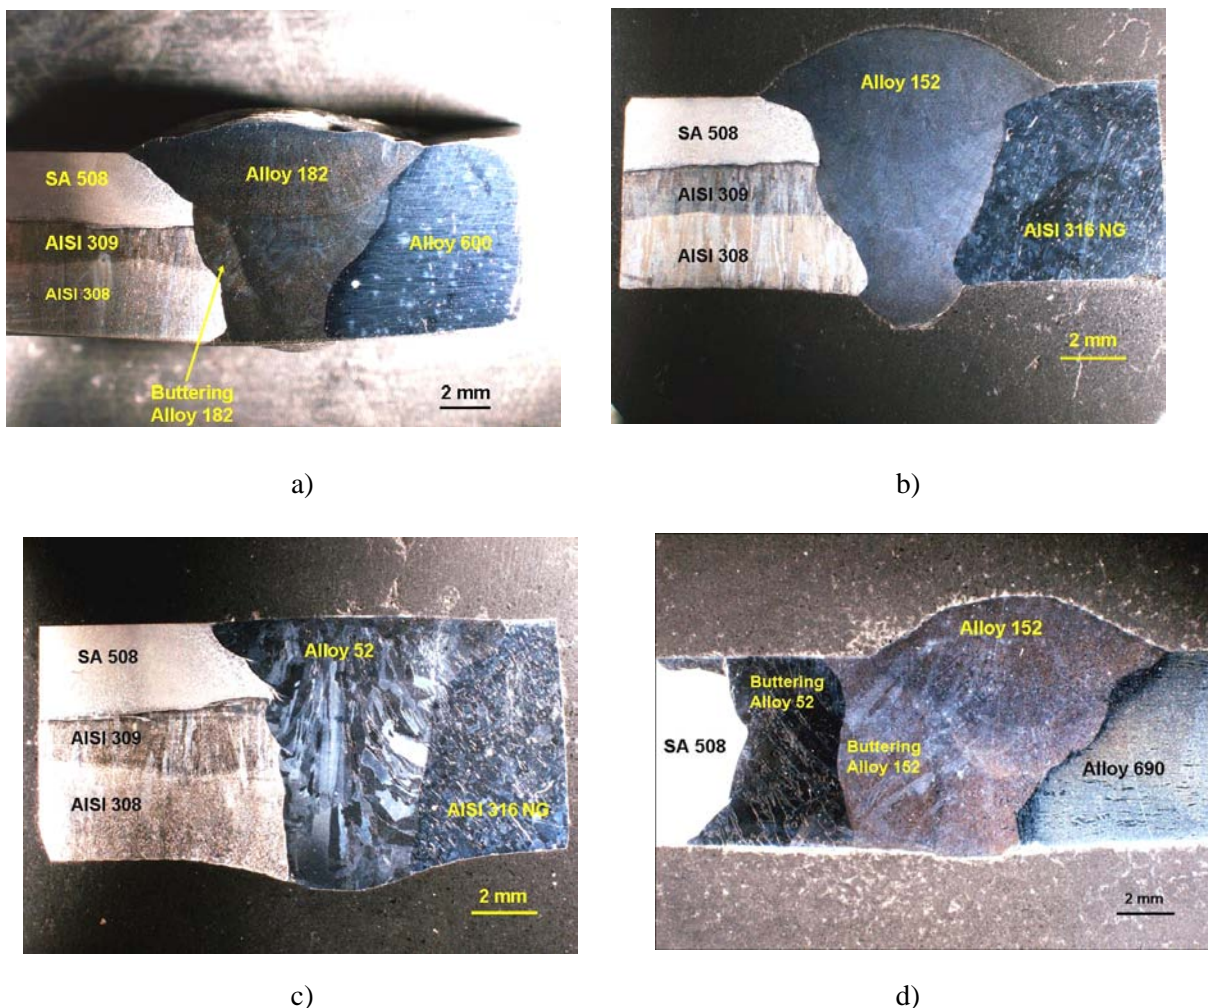 SA 508
Alloy 182
AISI 309
AISI 308
Alloy 600
Buttering
Alloy 182
2 mm
a)
Alloy 152
SA 508
AISI 309
AISI 308
AISI 316 NG
2 mm
b)
SA 508
Alloy 52
AISI 309
AISI 308
AISI 316 NG
2 mm
c)
Alloy 152
Buttering
Alloy 52
SA 508
Buttering
Alloy 152
Alloy 690
2 mm
d)